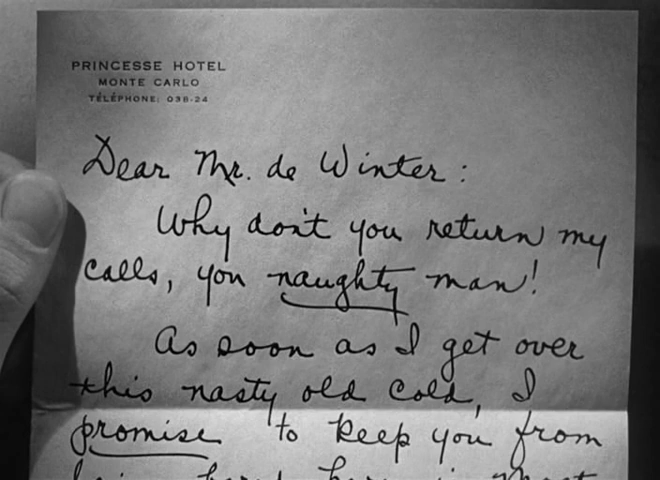 PRINCESSE HOTEL
MONTE CARLO
TÉLÉPHONE: 038-24
Dear Mr. de Winter:
Why don't you return my
calls, you naughty man!
As soon as I get over
this nasty old cold, I
promise to keep you from